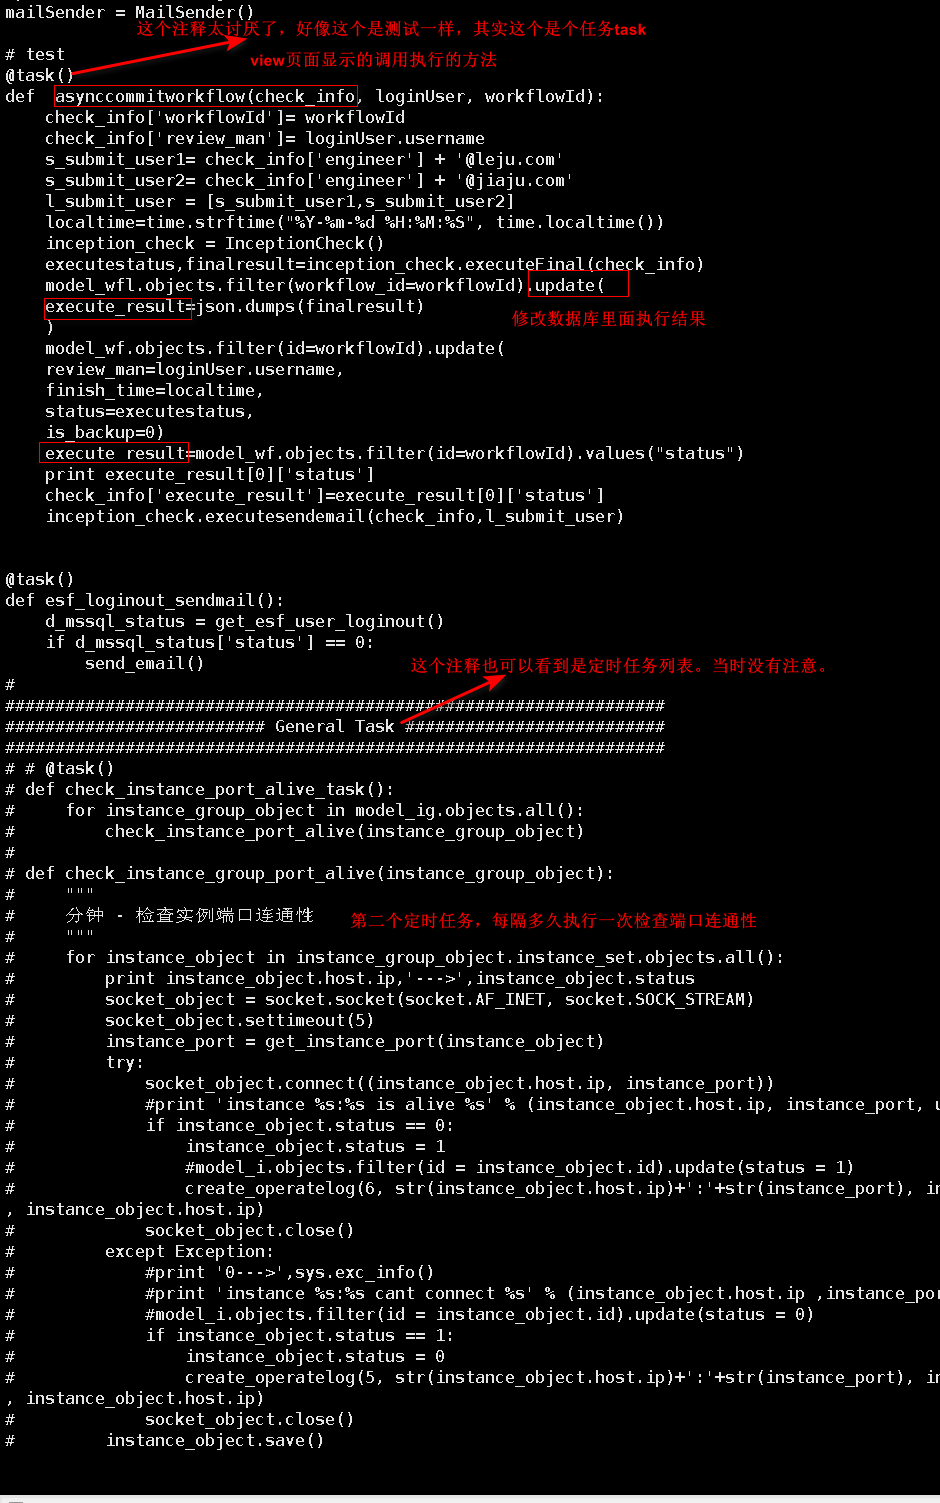 mailSender = MailSender()
这个注释太讨厌了，好像这个是测试一样，其实这个是个任务task
# test
view页面显示的调用执行的方法
@task()
def  asynccommitworkflow(check_info, loginUser, workflowId):
    check_info['workflowId']= workflowId
    check_info['review_man']= loginUser.username
    s_submit_user1= check_info['engineer'] + '@leju.com'
    s_submit_user2= check_info['engineer'] + '@jiaju.com'
    l_submit_user = [s_submit_user1,s_submit_user2]
    localtime=time.strftime("%Y-%m-%d %H:%M:%S", time.localtime())
    inception_check = InceptionCheck()
    executestatus,finalresult=inception_check.executeFinal(check_info)
    model_wfl.objects.filter(workflow_id=workflowId).update(
    execute_result=json.dumps(finalresult)
修改数据库里面执行结果
    )
    model_wf.objects.filter(id=workflowId).update(
    review_man=loginUser.username,
    finish_time=localtime,
    status=executestatus,
    is_backup=0)
    execute_result=model_wf.objects.filter(id=workflowId).values("status")
    print execute_result[0]['status']
    check_info['execute_result']=execute_result[0]['status']
    inception_check.executesendemail(check_info,l_submit_user)
@task()
def esf_loginout_sendmail():
    d_mssql_status = get_esf_user_loginout()
    if d_mssql_status['status'] == 0:
        send_email()
这个注释也可以看到是定时任务列表。当时没有注意。
#
##################################################################
########################## General Task ##########################
##################################################################
# # @task()
# def check_instance_port_alive_task():
#     for instance_group_object in model_ig.objects.all():
#         check_instance_port_alive(instance_group_object)
#
# def check_instance_group_port_alive(instance_group_object):
#     """
#     分钟 - 检查实例端口连通性
第二个定时任务，每隔多久执行一次检查端口连通性
#     """
#     for instance_object in instance_group_object.instance_set.objects.all():
#         print instance_object.host.ip,'--->',instance_object.status
#         socket_object = socket.socket(socket.AF_INET, socket.SOCK_STREAM)
#         socket_object.settimeout(5)
#         instance_port = get_instance_port(instance_object)
#         try:
#             socket_object.connect((instance_object.host.ip, instance_port))
#             #print 'instance %s:%s is alive %s' % (instance_object.host.ip, instance_port, u
#             if instance_object.status == 0:
#                 instance_object.status = 1
#                 #model_i.objects.filter(id = instance_object.id).update(status = 1)
#                 create_operatelog(6, str(instance_object.host.ip)+':'+str(instance_port), in
, instance_object.host.ip)
#             socket_object.close()
#         except Exception:
#             #print '0--->',sys.exc_info()
#             #print 'instance %s:%s cant connect %s' % (instance_object.host.ip ,instance_por
#             #model_i.objects.filter(id = instance_object.id).update(status = 0)
#             if instance_object.status == 1:
#                 instance_object.status = 0
#                 create_operatelog(5, str(instance_object.host.ip)+':'+str(instance_port), in
, instance_object.host.ip)
#             socket_object.close()
#         instance_object.save()